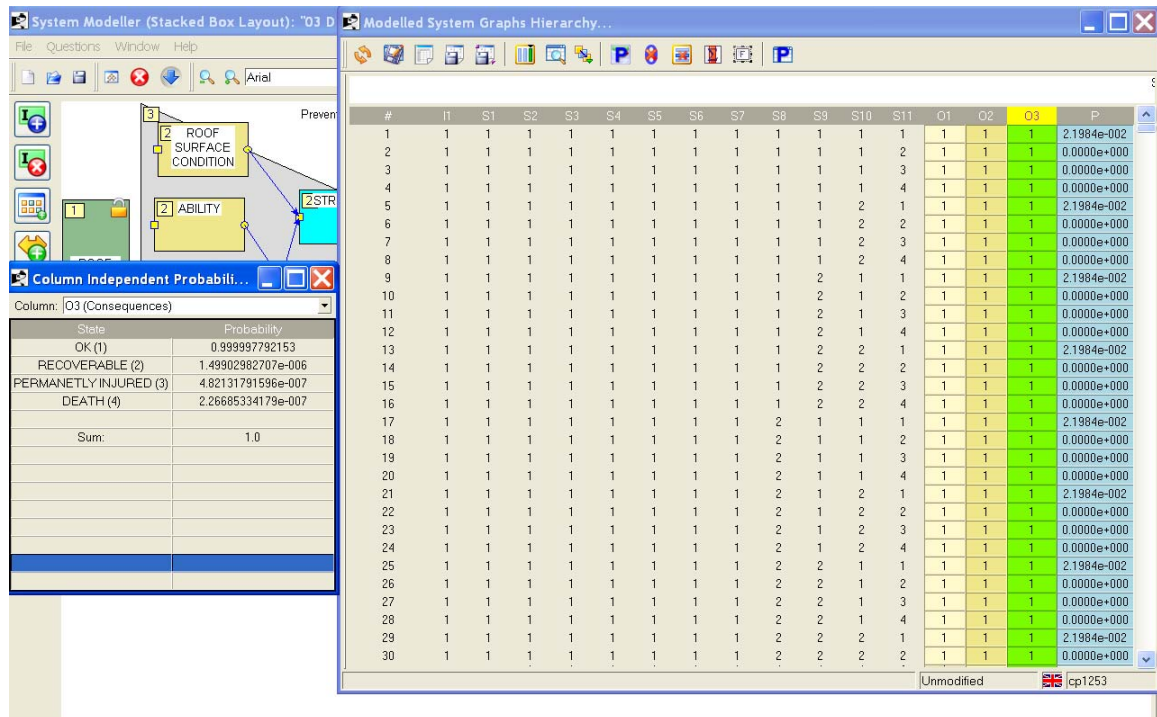 System Modeller (Stacked Box Layout): "03 D
File Questions Window Help
Arial
3 Preven
2 ROOF
SURFACE
CONDITION
2STR
1
2 ABILITY
Column Independent Probabili...
Column: O3 (Consequences)
State Probability
OK (1) 0.999997792153
RECOVERABLE (2) 1.49902982707e-006
PERMANETLY INJURED (3) 4.82131791596e-007
DEATH (4) 2.26685334179e-007
Sum: 1.0
Modelled System Graphs Hierarchy...
# I1 S1 S2 S3 S4 S5 S6 S7 S8 S9 S10 S11 O1 O2 O3 P
1 1 1 1 1 1 1 1 1 1 1 1 1 1 1 1 2.1984e-002
2 1 1 1 1 1 1 1 1 1 1 1 2 1 1 1 0.0000e+000
3 1 1 1 1 1 1 1 1 1 1 1 3 1 1 1 0.0000e+000
4 1 1 1 1 1 1 1 1 1 1 1 4 1 1 1 0.0000e+000
5 1 1 1 1 1 1 1 1 1 1 2 1 1 1 1 2.1984e-002
6 1 1 1 1 1 1 1 1 1 1 2 2 1 1 1 0.0000e+000
7 1 1 1 1 1 1 1 1 1 1 2 3 1 1 1 0.0000e+000
8 1 1 1 1 1 1 1 1 1 1 2 4 1 1 1 0.0000e+000
9 1 1 1 1 1 1 1 1 1 2 1 1 1 1 1 2.1984e-002
10 1 1 1 1 1 1 1 1 1 2 1 2 1 1 1 0.0000e+000
11 1 1 1 1 1 1 1 1 1 2 1 3 1 1 1 0.0000e+000
12 1 1 1 1 1 1 1 1 1 2 1 4 1 1 1 0.0000e+000
13 1 1 1 1 1 1 1 1 1 2 2 1 1 1 1 2.1984e-002
14 1 1 1 1 1 1 1 1 1 2 2 2 1 1 1 0.0000e+000
15 1 1 1 1 1 1 1 1 1 2 2 3 1 1 1 0.0000e+000
16 1 1 1 1 1 1 1 1 1 2 2 4 1 1 1 0.0000e+000
17 1 1 1 1 1 1 1 1 2 1 1 1 1 1 1 2.1984e-002
18 1 1 1 1 1 1 1 1 2 1 1 2 1 1 1 0.0000e+000
19 1 1 1 1 1 1 1 1 2 1 1 3 1 1 1 0.0000e+000
20 1 1 1 1 1 1 1 1 2 1 1 4 1 1 1 0.0000e+000
21 1 1 1 1 1 1 1 1 2 1 2 1 1 1 1 2.1984e-002
22 1 1 1 1 1 1 1 1 2 1 2 2 1 1 1 0.0000e+000
23 1 1 1 1 1 1 1 1 2 1 2 3 1 1 1 0.0000e+000
24 1 1 1 1 1 1 1 1 2 1 2 4 1 1 1 0.0000e+000
25 1 1 1 1 1 1 1 1 2 2 1 1 1 1 1 2.1984e-002
26 1 1 1 1 1 1 1 1 2 2 1 2 1 1 1 0.0000e+000
27 1 1 1 1 1 1 1 1 2 2 1 3 1 1 1 0.0000e+000
28 1 1 1 1 1 1 1 1 2 2 1 4 1 1 1 0.0000e+000
29 1 1 1 1 1 1 1 1 2 2 2 1 1 1 1 2.1984e-002
30 1 1 1 1 1 1 1 1 2 2 2 2 1 1 1 0.0000e+000
Unmodified cp1253